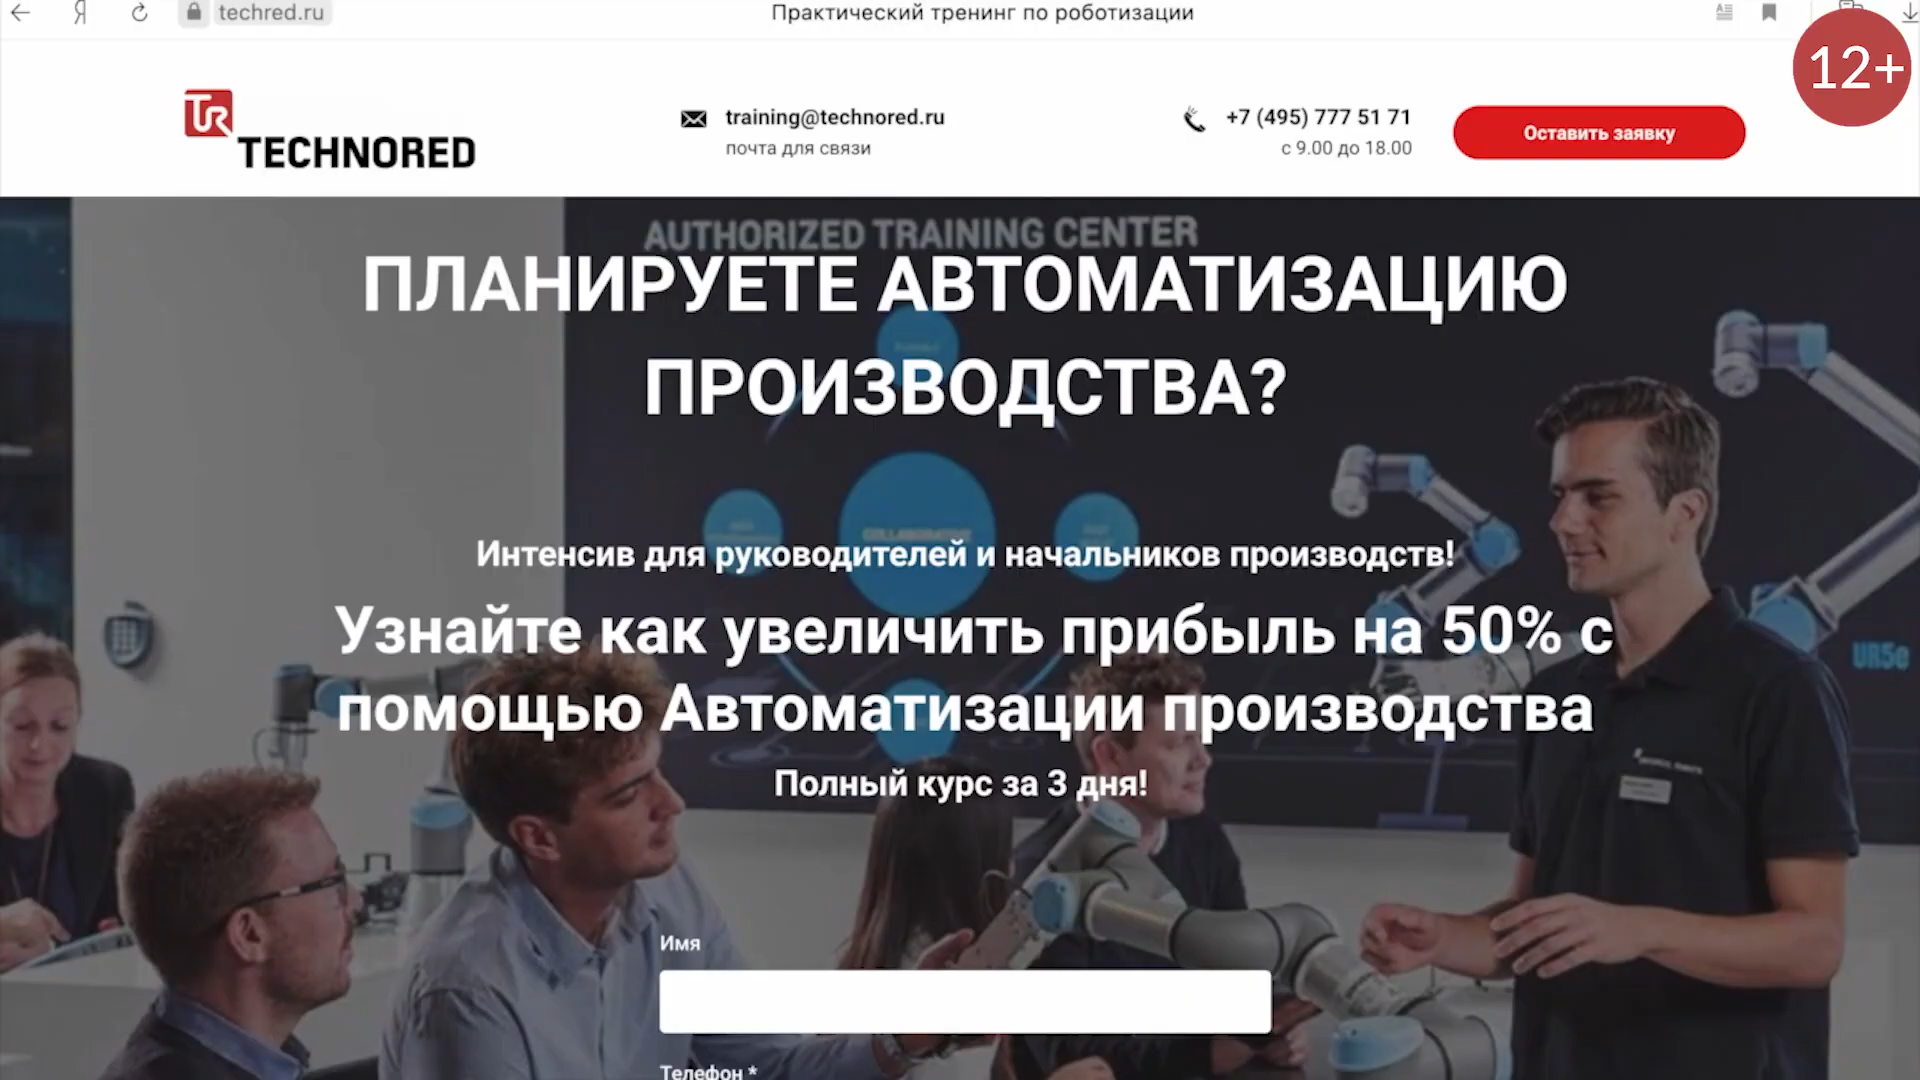 techred.ru
Практический тренинг по роботизации
12+
TR
TECHNORED
training@technored.ru
почта для связи
+7 (495) 777 51 71
с 9.00 до 18.00
Оставить заявку
AUTHORIZED TRAINING CENTER
ПЛАНИРУЕТЕ АВТОМАТИЗАЦИЮ
ПРОИЗВОДСТВА?
COLLABORATIVE
Интенсив для руководителей и начальников производств!
Узнайте как увеличить прибыль на 50% с
помощью Автоматизации производства
UR5e
Полный курс за 3 дня!
Имя
Телефон *